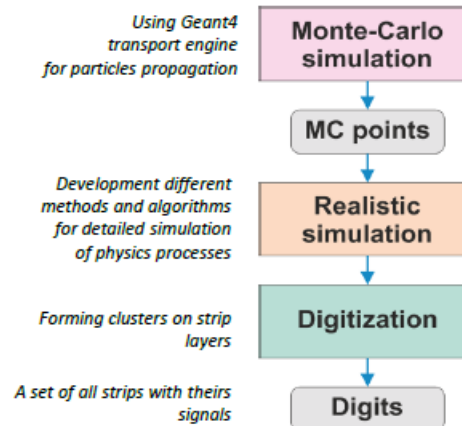 Using Geant4
transport engine
for particles propagation
Monte-Carlo
simulation
MC points
Development different
methods and algorithms
for detailed simulation
of physics processes
Realistic
simulation
Forming clusters on strip
layers
Digitization
A set of all strips with theirs
signals
Digits